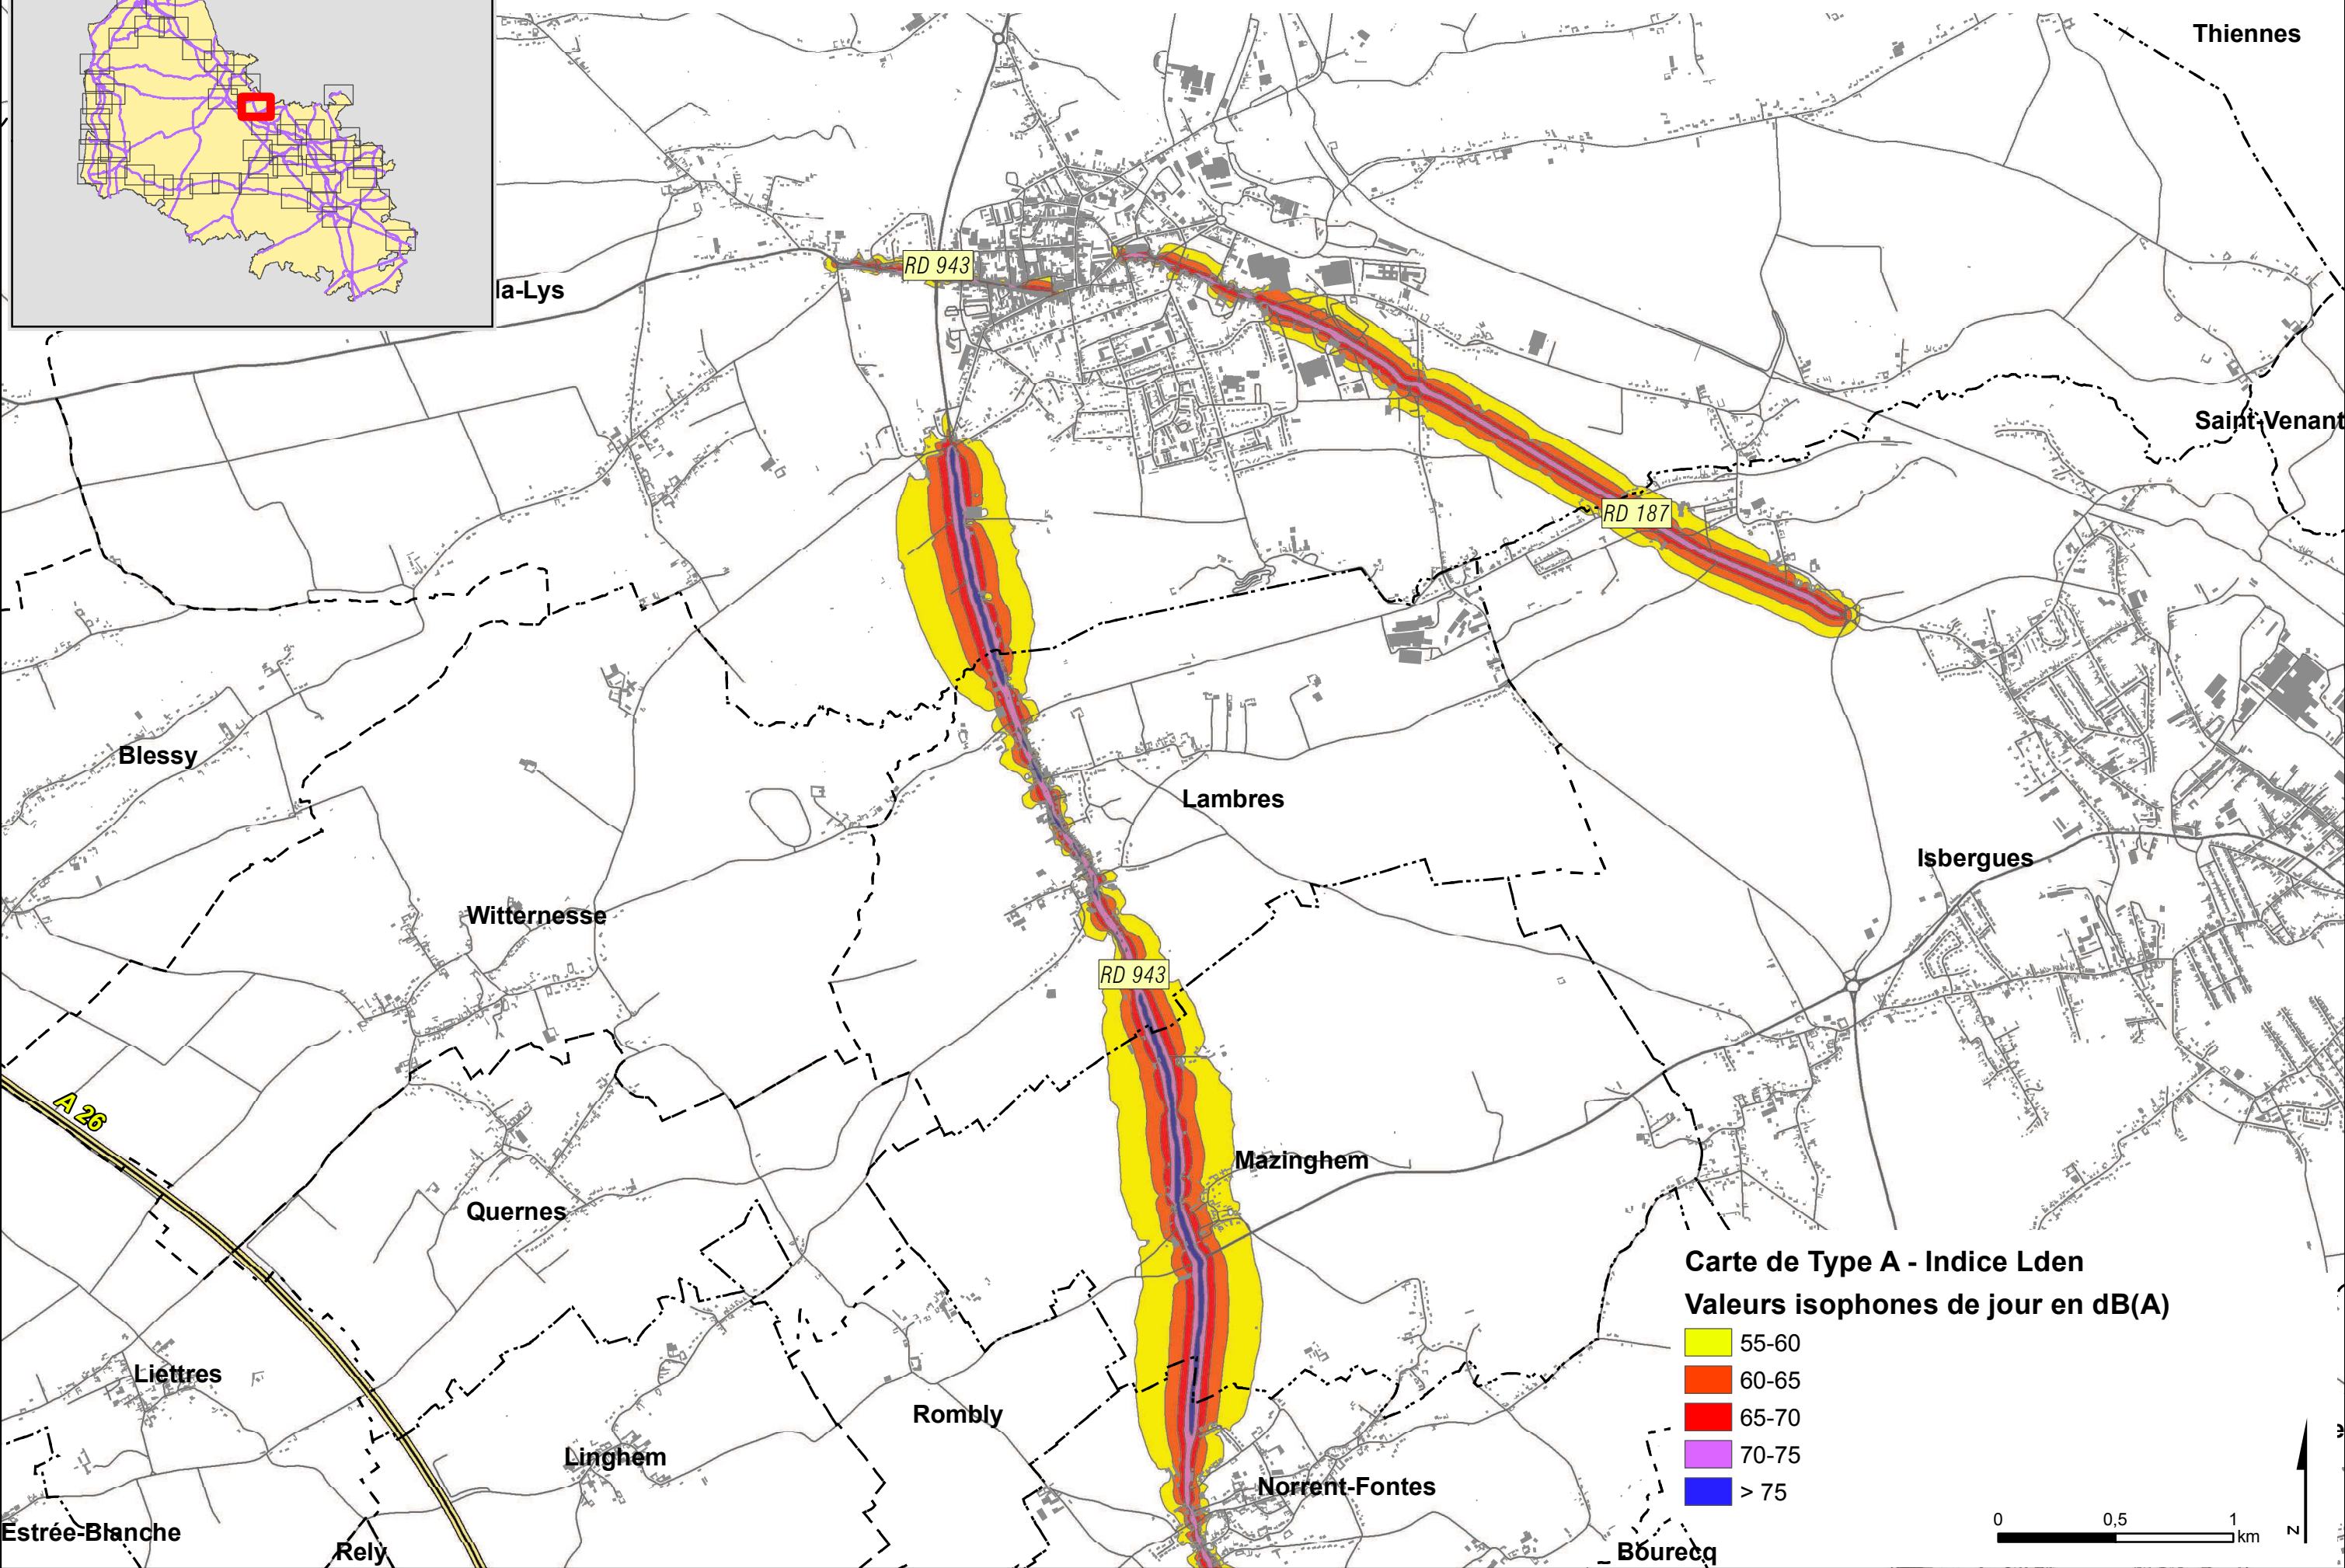 Thiennes
RD 943
la-Lys
Saint-Venant
RD 187
Blessy
Lambres
Isbergues
Witternesse
RD 943
A 26
Mazinghem
Quernes
Carte de Type A - Indice Lden
Valeurs isophones de jour en dB(A)
55-60
60-65
65-70
70-75
> 75
Liettres
Rombly
Linghem
Norrent-Fontes
Estrée-Blanche
Rely
Bourecq
0 0,5 1
km
N